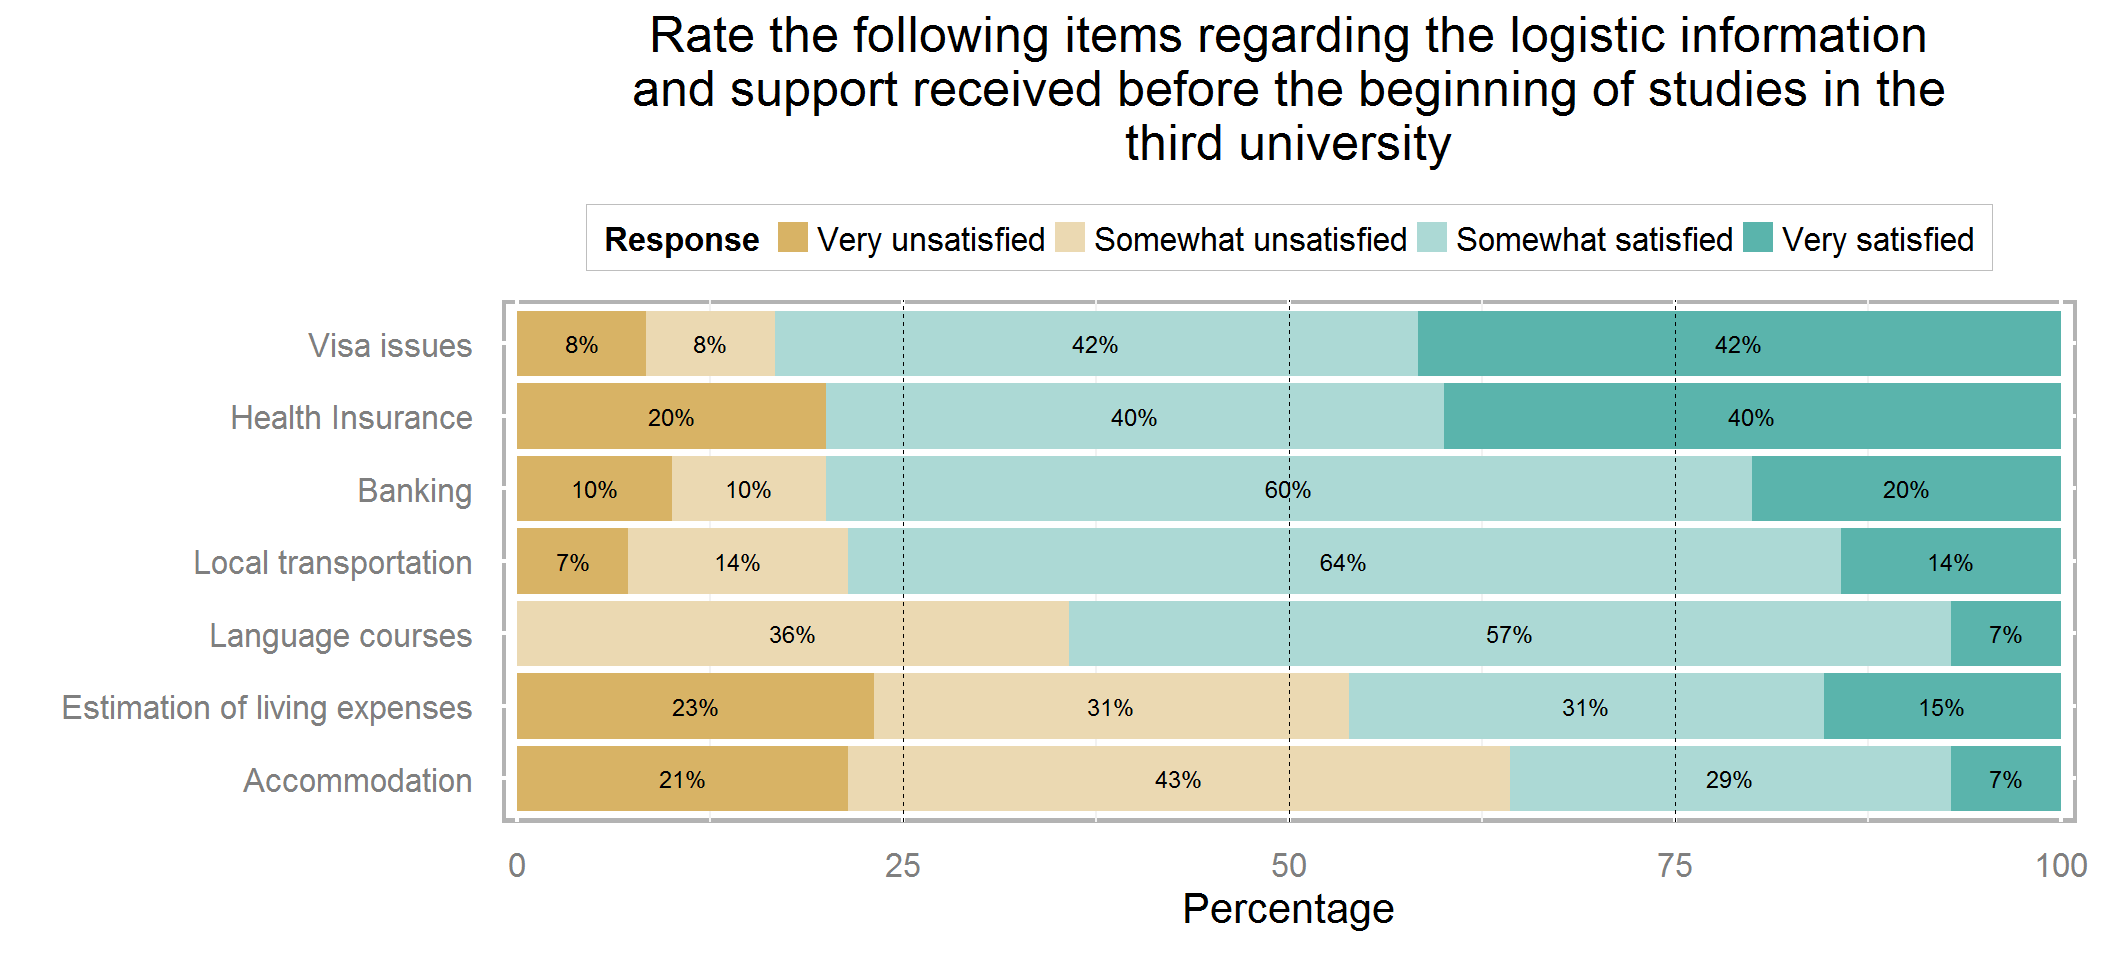 Rate the following items regarding the logistic information
and support received before the beginning of studies in the
third university
Response Very unsatisfied Somewhat unsatisfied Somewhat satisfied Very satisfied
Visa issues 8% 8% 42% 42%
Health Insurance 20% 40% 40%
Banking 10% 10% 60% 20%
Local transportation 7% 14% 64% 14%
Language courses 36% 57% 7%
Estimation of living expenses 23% 31% 31% 15%
Accommodation 21% 43% 29% 7%
0 25 50 75 100
Percentage